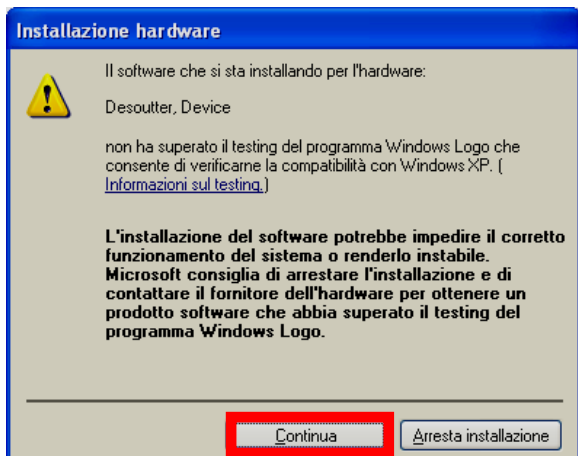 Installazione hardware
Il software che si sta installando per l'hardware:
Desoutter, Device
non ha superato il testing del programma Windows Logo che
consente di verificarne la compatibilità con Windows XP. (
Informazioni sul testing.)
L'installazione del software potrebbe impedire il corretto
funzionamento del sistema o renderlo instabile.
Microsoft consiglia di arrestare l'installazione e di
contattare il fornitore dell'hardware per ottenere un
prodotto software che abbia superato il testing del
programma Windows Logo.
Continua
Arresta installazione